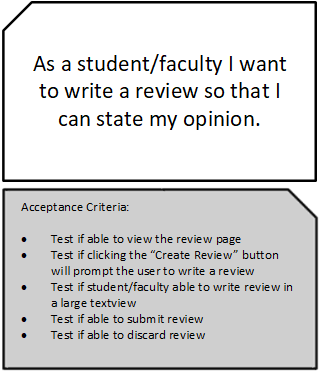 As a student/faculty I want
to write a review so that I
can state my opinion.
Acceptance Criteria:
• Test if able to view the review page
• Test if clicking the “Create Review” button
will prompt the user to write a review
• Test if student/faculty able to write review in
a large textview
• Test if able to submit review
• Test if able to discard review